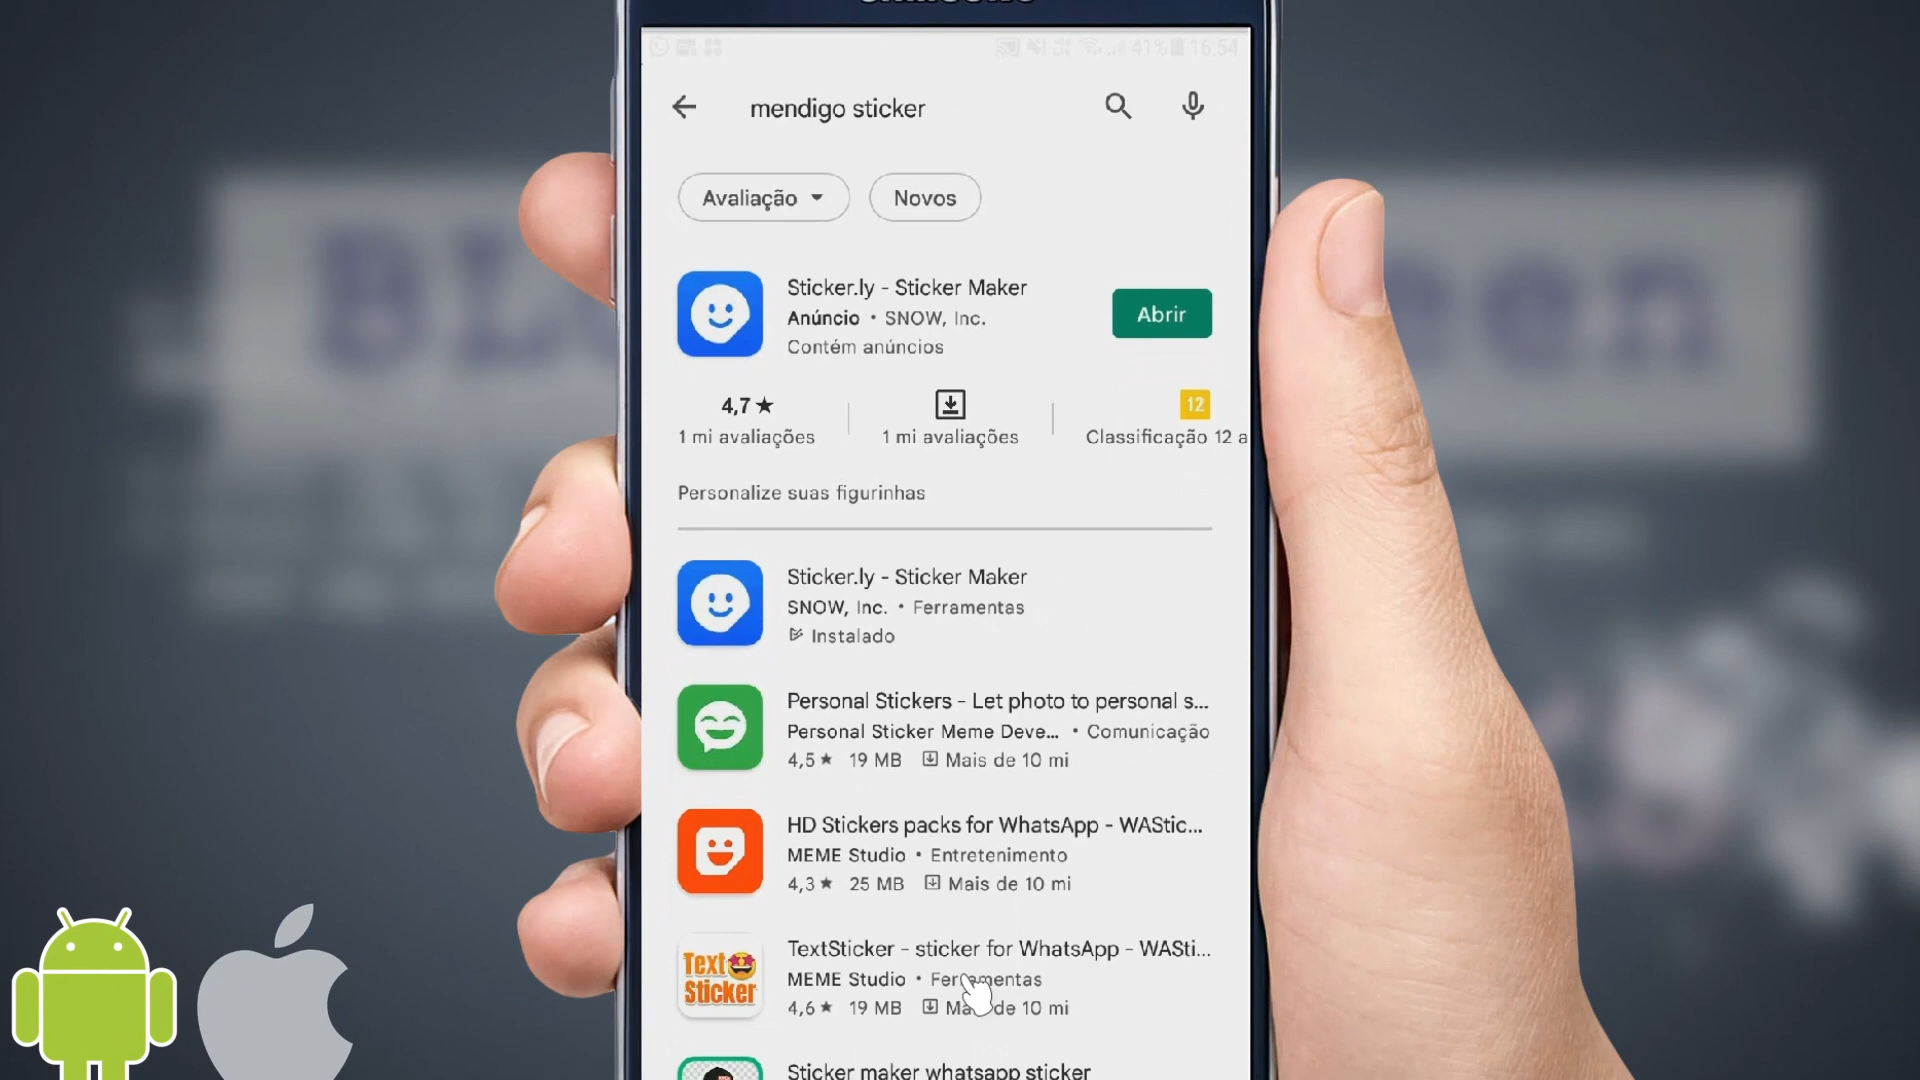 41% 16:54
mendigo sticker
Avaliação
Novos
Sticker.ly - Sticker Maker
Anúncio • SNOW, Inc.
Contém anúncios
Abrir
4,7★
1 mi avaliações
1 mi avaliações
12
Classificação 12 a
Personalize suas figurinhas
Sticker.ly - Sticker Maker
SNOW, Inc. • Ferramentas
Instalado
Personal Stickers - Let photo to personal s...
Personal Sticker Meme Deve... • Comunicação
4,5★ 19 MB Mais de 10 mi
HD Stickers packs for WhatsApp - WAStic...
MEME Studio • Entretenimento
4,3★ 25 MB Mais de 10 mi
Text
Sticker
TextSticker - sticker for WhatsApp - WASti...
MEME Studio • Ferramentas
4,6★ 19 MB Mais de 10 mi
Sticker maker whatsapp sticker